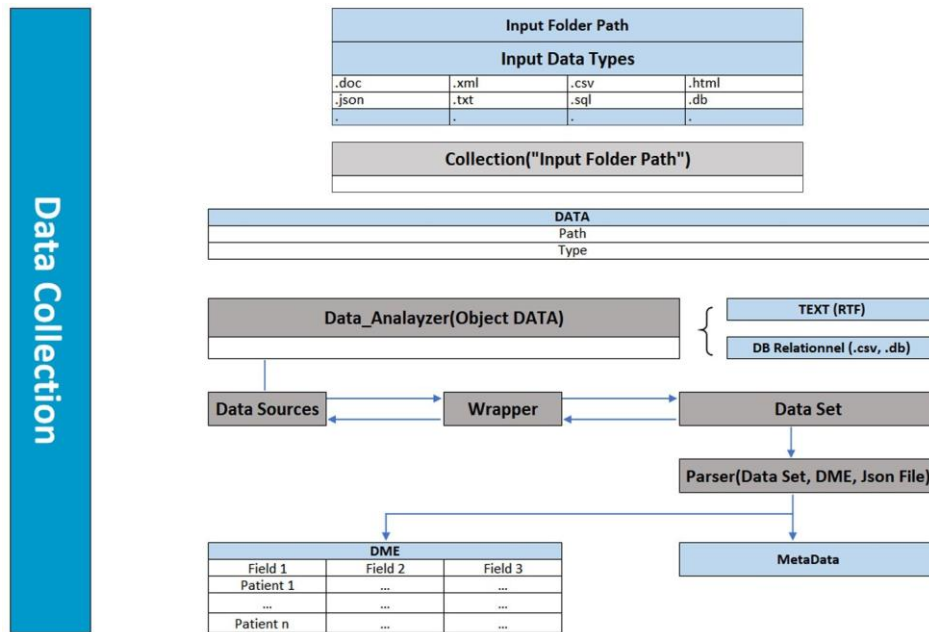 Data Collection
Input Folder Path
Input Data Types
.doc .xml .csv .html
.json .txt .sql .db
. . . .
Collection("Input Folder Path")
DATA
Path
Type
Data_Analayzer(Object DATA)
TEXT (RTF)
DB Relationnel (.csv, .db)
Data Sources Wrapper Data Set
Parser(Data Set, DME, Json File)
DME
MetaData
Field 1 Field 2 Field 3
Patient 1 ... ...
... ... ...
Patient n ... ...